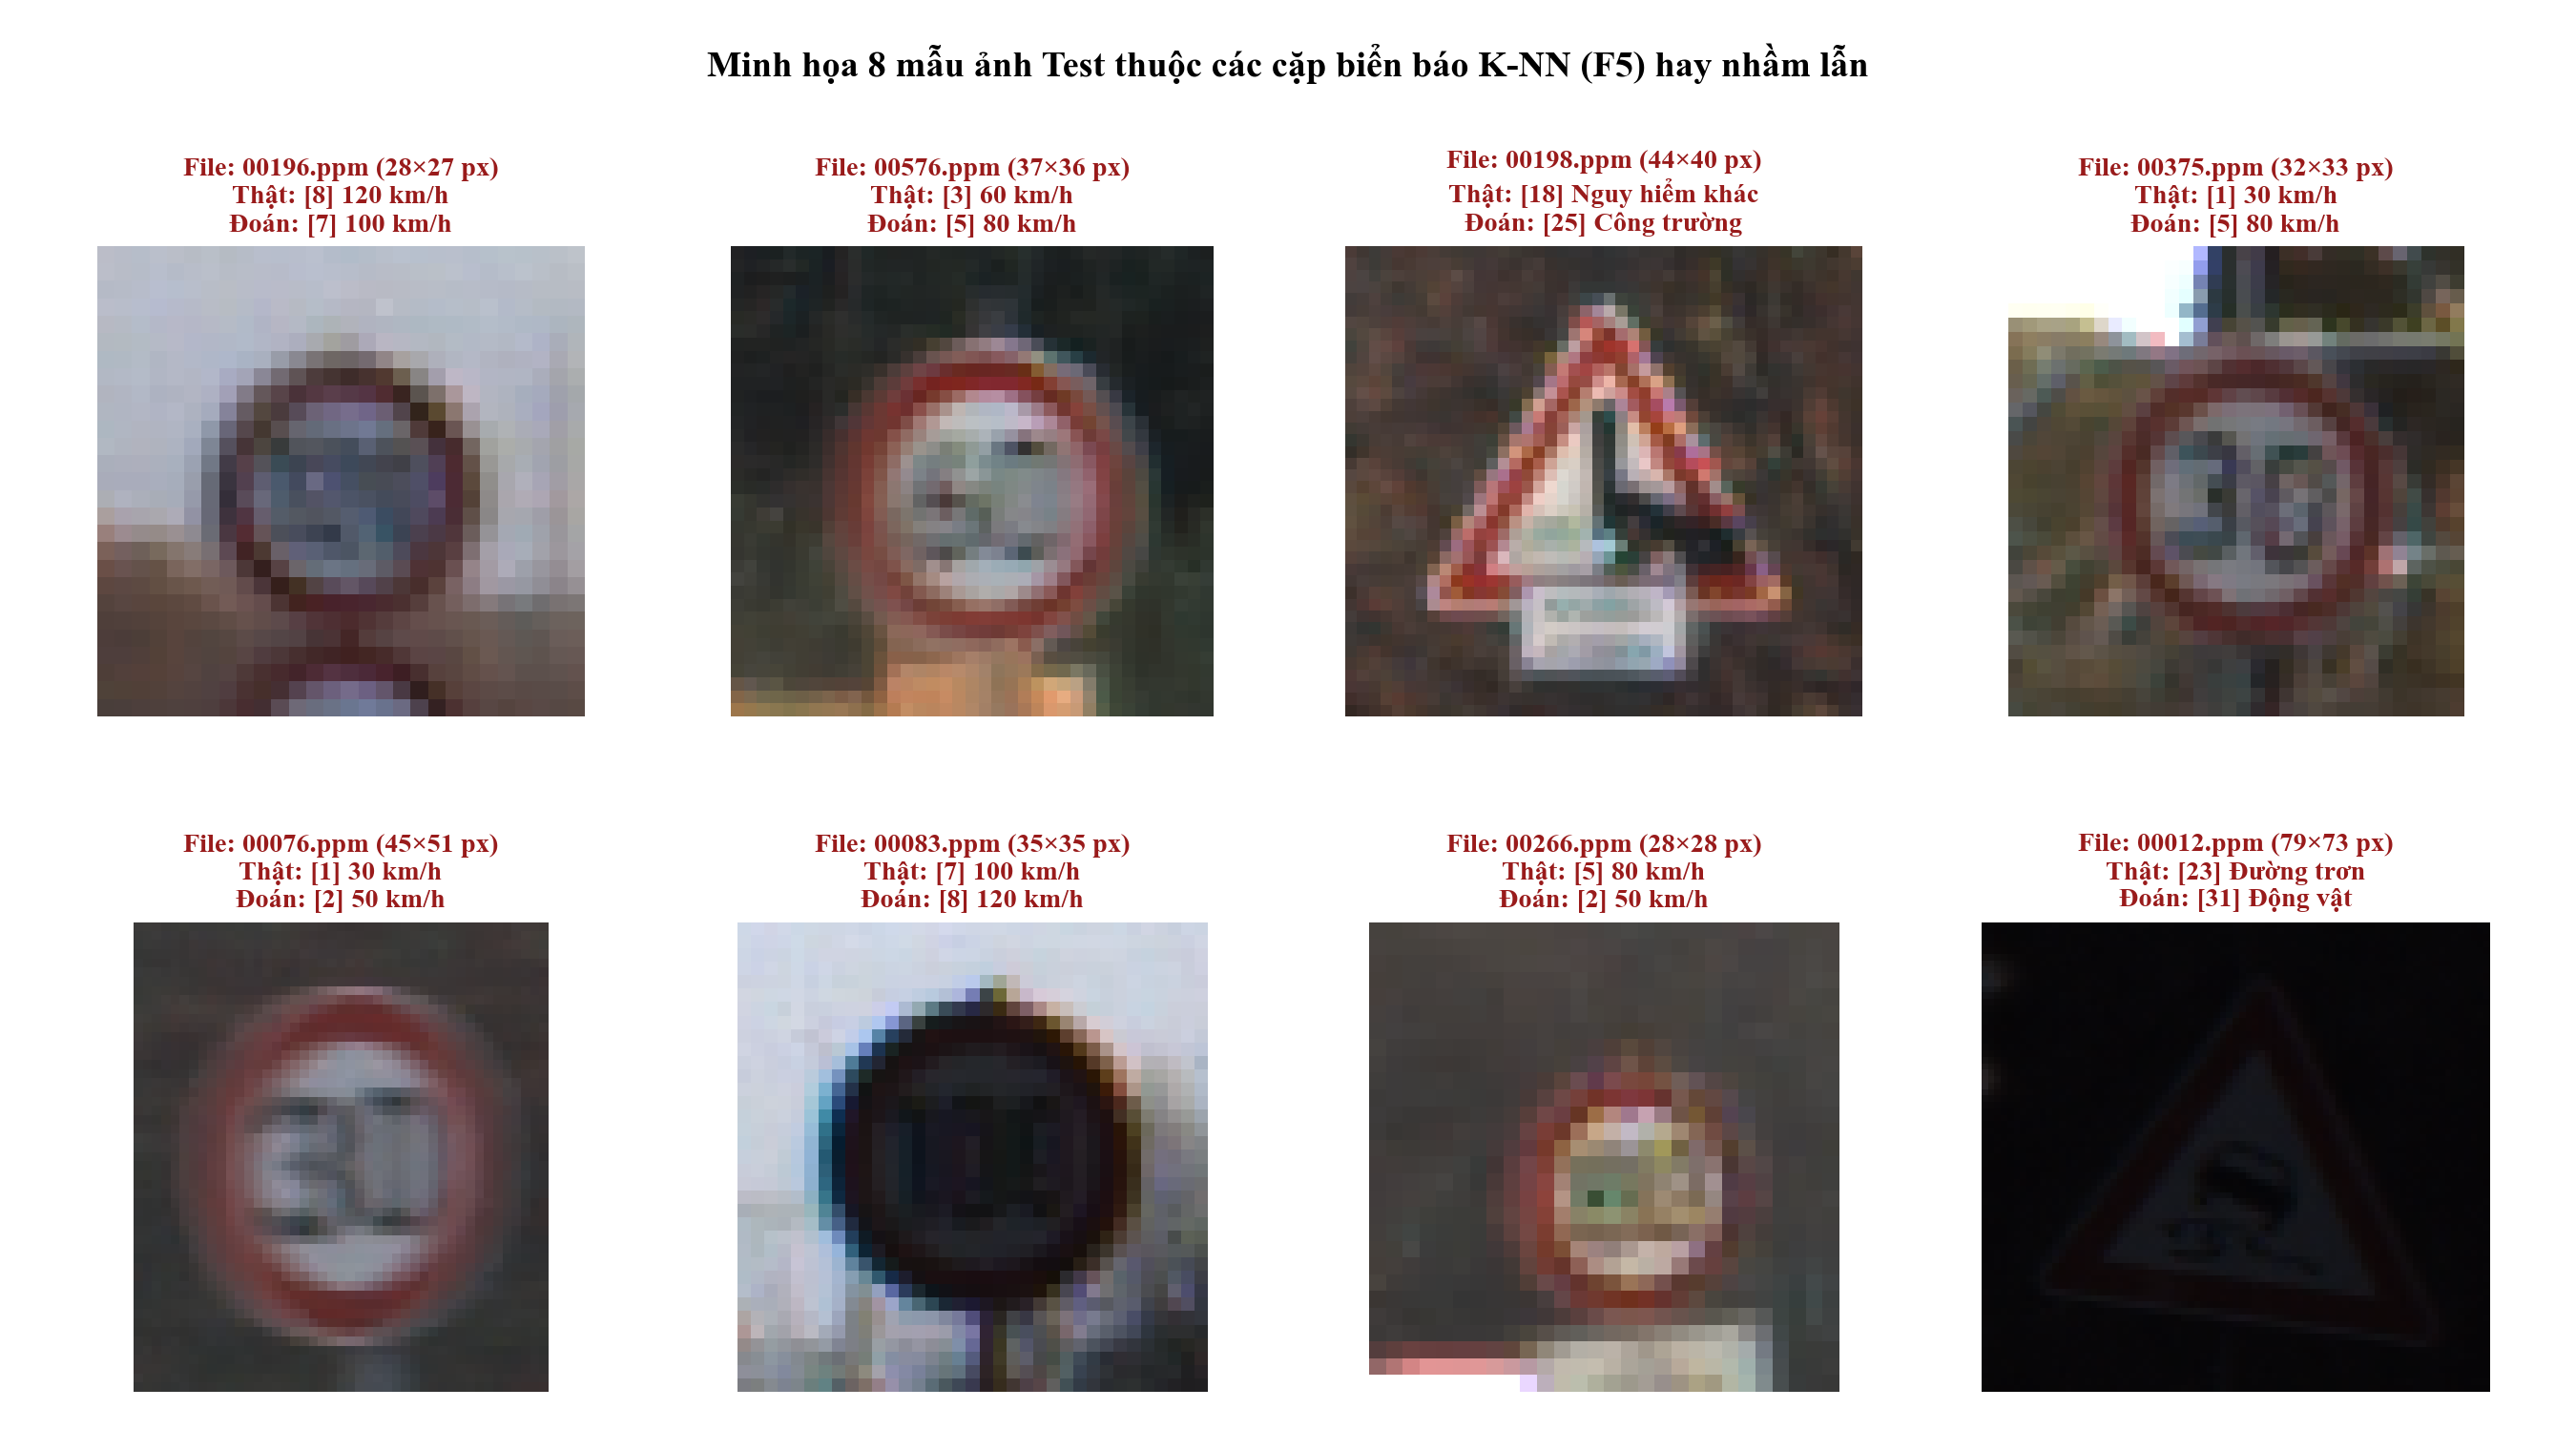 Minh họa 8 mẫu ảnh Test thuộc các cặp biển báo K-NN (F5) hay nhầm lẫn
File: 00196.ppm (28×27 px)
Thật: [8] 120 km/h
Đoán: [7] 100 km/h
File: 00576.ppm (37×36 px)
Thật: [3] 60 km/h
Đoán: [5] 80 km/h
File: 00198.ppm (44×40 px)
Thật: [18] Nguy hiểm khác
Đoán: [25] Công trường
File: 00375.ppm (32×33 px)
Thật: [1] 30 km/h
Đoán: [5] 80 km/h
30
File: 00076.ppm (45×51 px)
Thật: [1] 30 km/h
Đoán: [2] 50 km/h
30
File: 00083.ppm (35×35 px)
Thật: [7] 100 km/h
Đoán: [8] 120 km/h
File: 00266.ppm (28×28 px)
Thật: [5] 80 km/h
Đoán: [2] 50 km/h
File: 00012.ppm (79×73 px)
Thật: [23] Đường trơn
Đoán: [31] Động vật